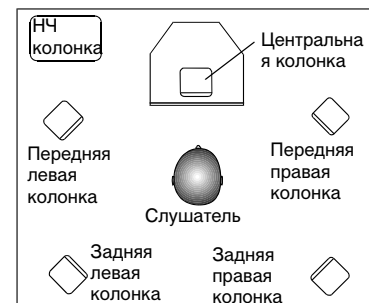 НЧ
колонка
Центральна
я колонка
Передняя
левая
колонка
Передняя
правая
колонка
Слушатель
Задняя
левая
колонка
Задняя
правая
колонка